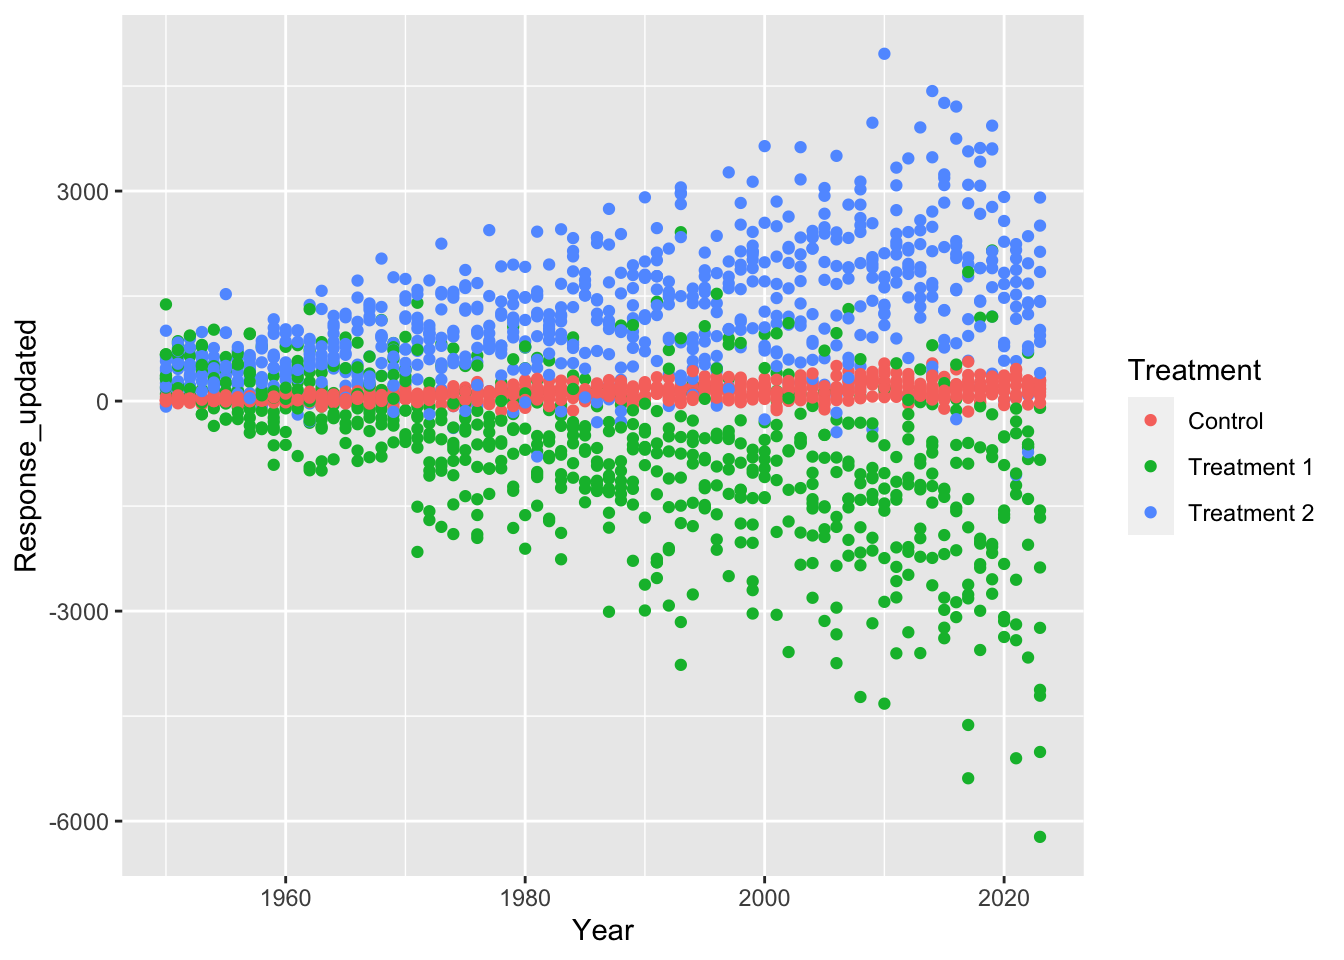 Response_updated
3000
0
-3000
-6000
1960
1980
2000
2020
Year
Treatment
Control
Treatment 1
Treatment 2